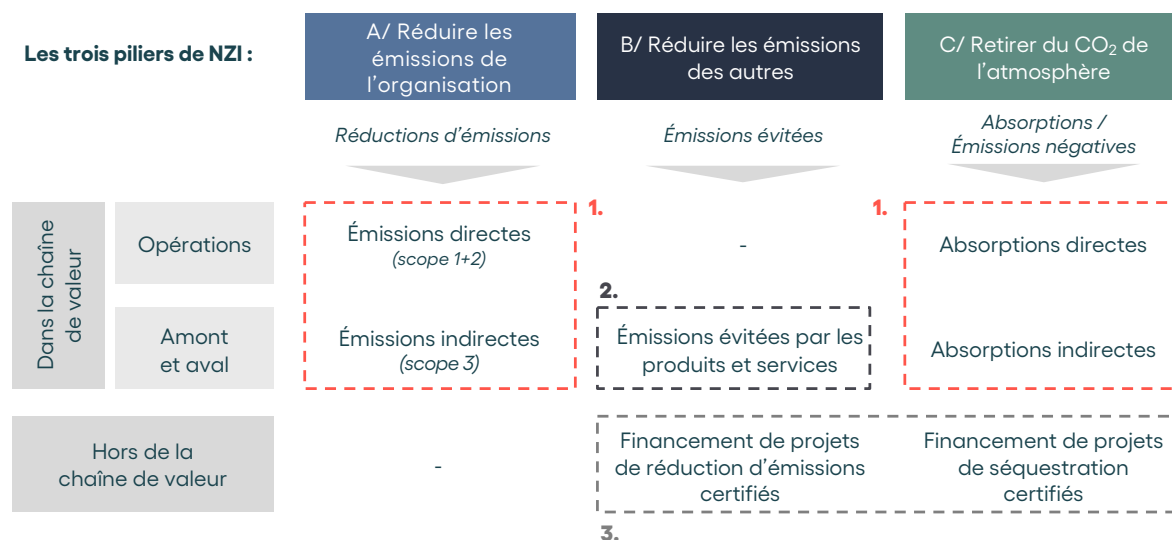 Les trois piliers de NZI :
A/ Réduire les
émissions de
l'organisation
B/ Réduire les émissions
des autres
C/ Retirer du CO₂ de
l'atmosphère
Réductions d'émissions
Émissions évitées
Absorptions /
Émissions négatives
Dans la chaîne
de valeur
Opérations
1.
Émissions directes
(scope 1+2)
-
1.
Absorptions directes
Amont
et aval
Émissions indirectes
(scope 3)
2.
Émissions évitées par les
produits et services
Absorptions indirectes
Hors de la
chaîne de valeur
-
Financement de projets
de réduction d'émissions
certifiés
Financement de projets
de séquestration
certifiés
3.